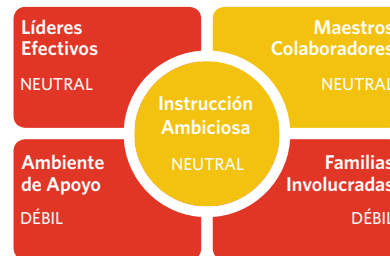 Líderes
Efectivos
NEUTRAL
Maestros
Colaboradores
NEUTRAL
Instrucción
Ambiciosa
NEUTRAL
Ambiente
de Apoyo
DÉBIL
Familias
Involucradas
DÉBIL